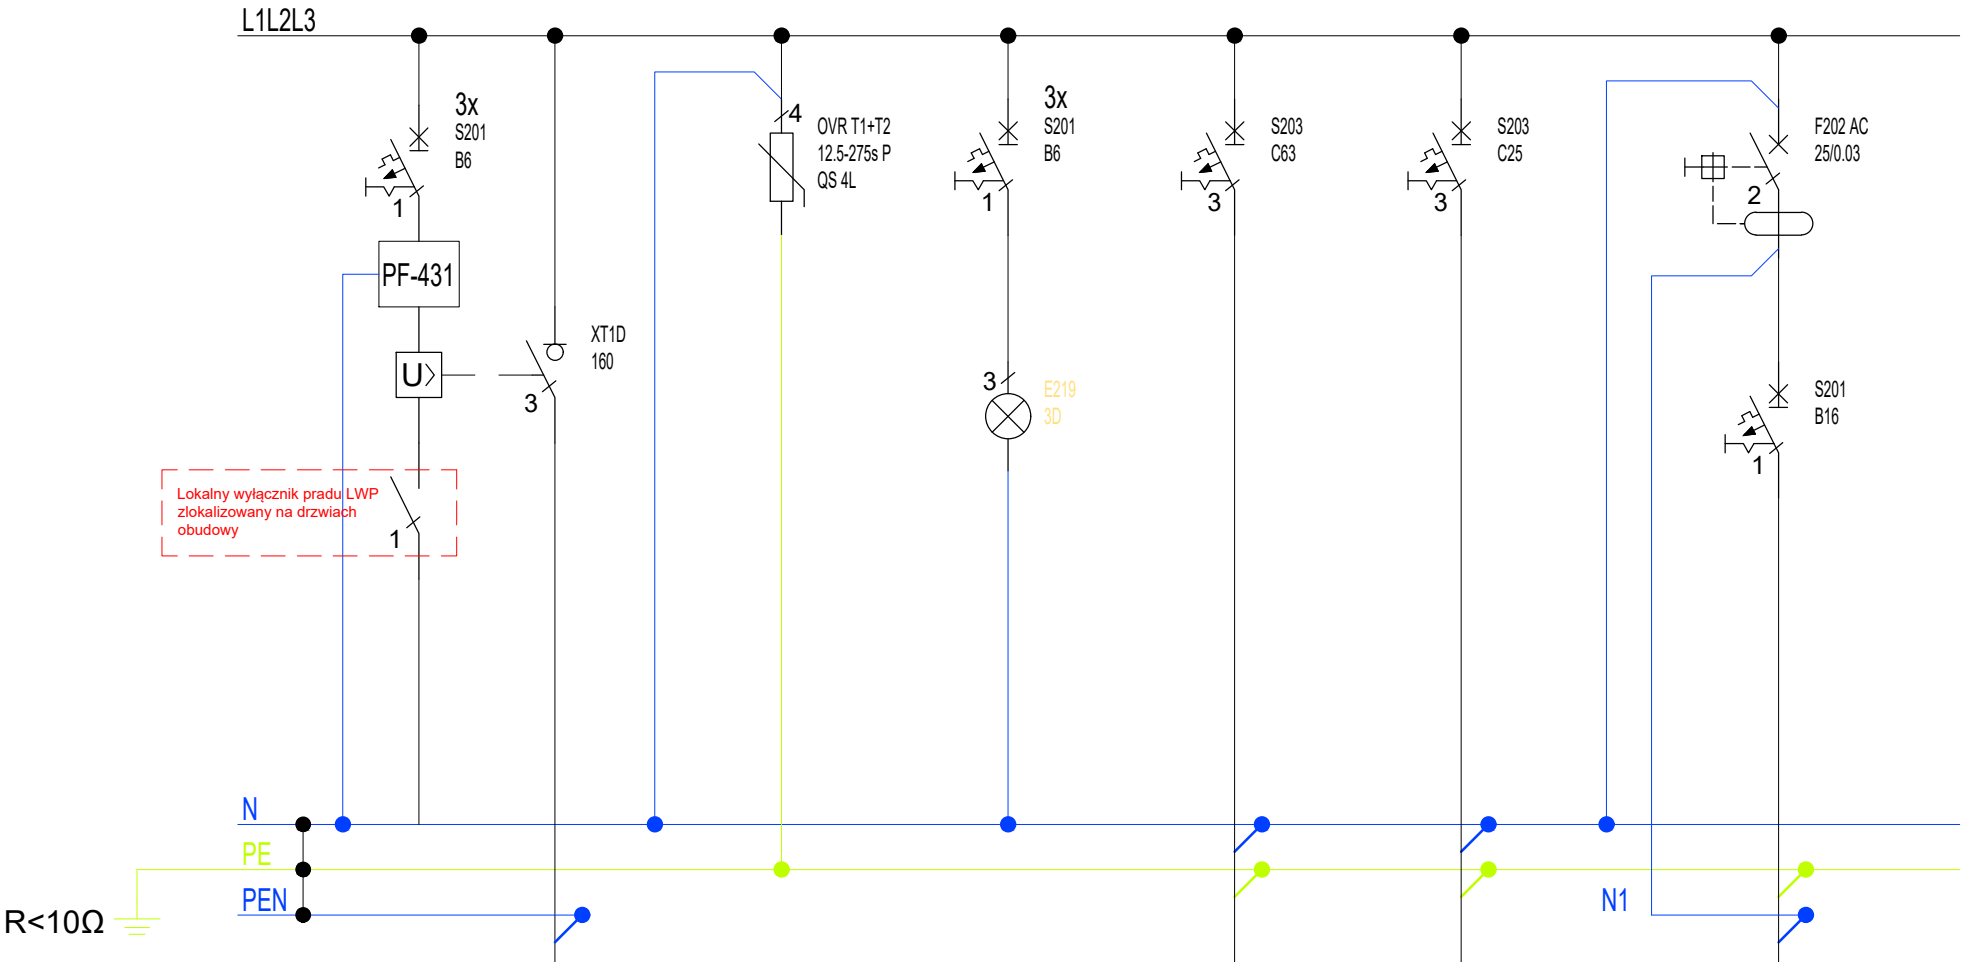 L1L2L3
3x
S201
B6
1
PF-431
U>
XT1D
160
3
Lokalny wyłącznik pradu LWP
zlokalizowany na drzwiach
obudowy
1
4
OVR T1+T2
12.5-275s P
QS 4L
3x
S201
B6
1
3
E219
3D
S203
C63
3
S203
C25
3
F202 AC
25/0.03
2
S201
B16
1
N
PE
PEN
N1
R<10Ω